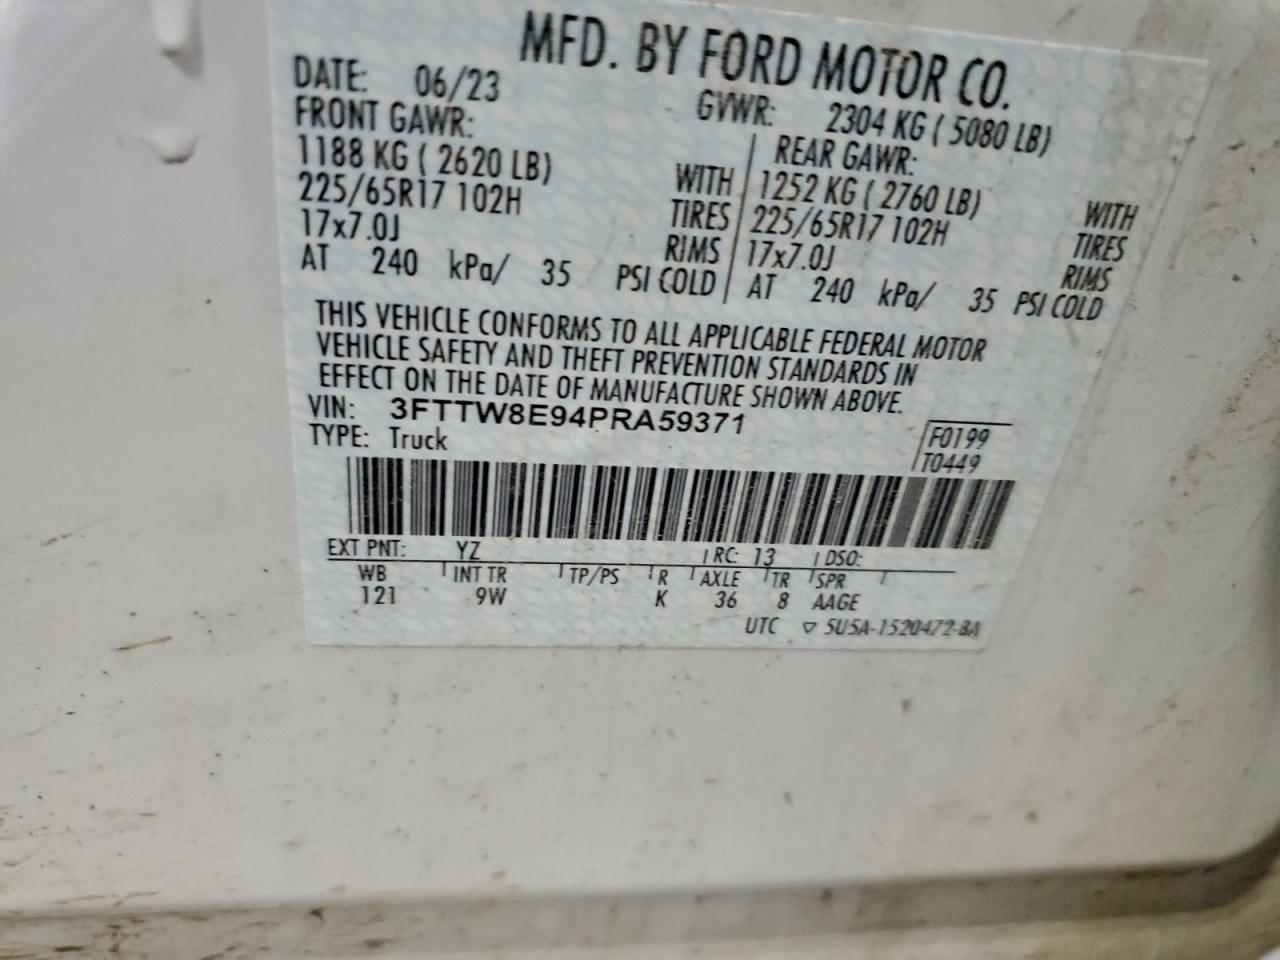 MFD. BY FORD MOTOR CO.
DATE: 06/23 GVWR: 2304 KG ( 5080 LB)
FRONT GAWR: REAR GAWR:
1188 KG ( 2620 LB) WITH 1252 KG ( 2760 LB) WITH
225/65R17 102H TIRES 225/65R17 102H TIRES
17x7.0J RIMS 17x7.0J RIMS
AT 240 kPa/ 35 PSI COLD AT 240 kPa/ 35 PSI COLD
THIS VEHICLE CONFORMS TO ALL APPLICABLE FEDERAL MOTOR
VEHICLE SAFETY AND THEFT PREVENTION STANDARDS IN
EFFECT ON THE DATE OF MANUFACTURE SHOWN ABOVE.
VIN: 3FTTW8E94PRA59371
TYPE: Truck
F0199
T0449
EXT PNT: YZ RC: 13 DSO:
WB INT TR TP/PS R AXLE TR SPR
121 9W K 36 8 AAGE
UTC ▽ 5U5A-1520472-BA